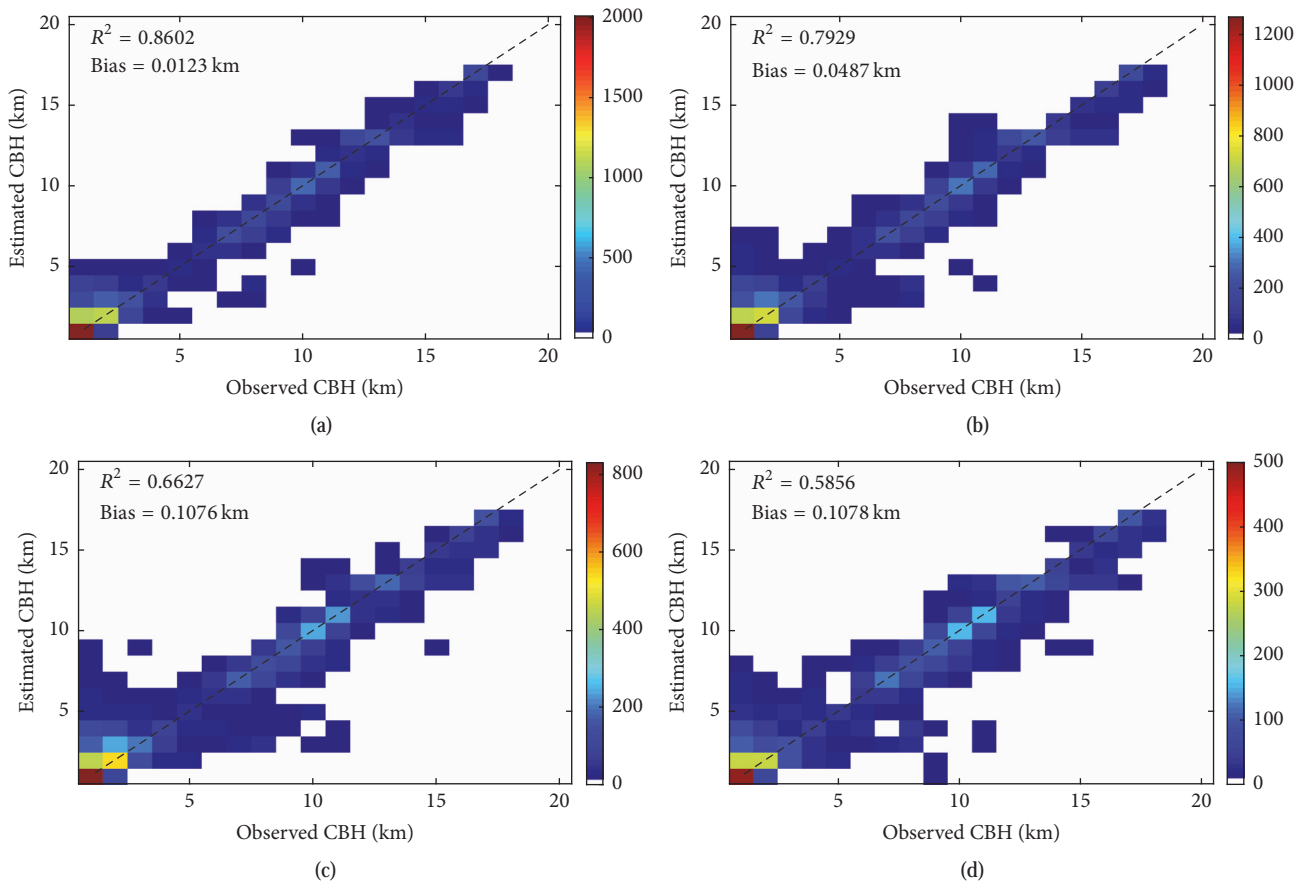 20
R² = 0.8602
Bias = 0.0123 km
15
10
5
Estimated CBH (km)
5 10 15 20
Observed CBH (km)
2000
1500
1000
500
0
(a)
20
R² = 0.7929
Bias = 0.0487 km
15
10
5
Estimated CBH (km)
5 10 15 20
Observed CBH (km)
1200
1000
800
600
400
200
0
(b)
20
R² = 0.6627
Bias = 0.1076 km
15
10
5
Estimated CBH (km)
5 10 15 20
Observed CBH (km)
800
600
400
200
0
(c)
20
R² = 0.5856
Bias = 0.1078 km
15
10
5
Estimated CBH (km)
5 10 15 20
Observed CBH (km)
500
400
300
200
100
0
(d)